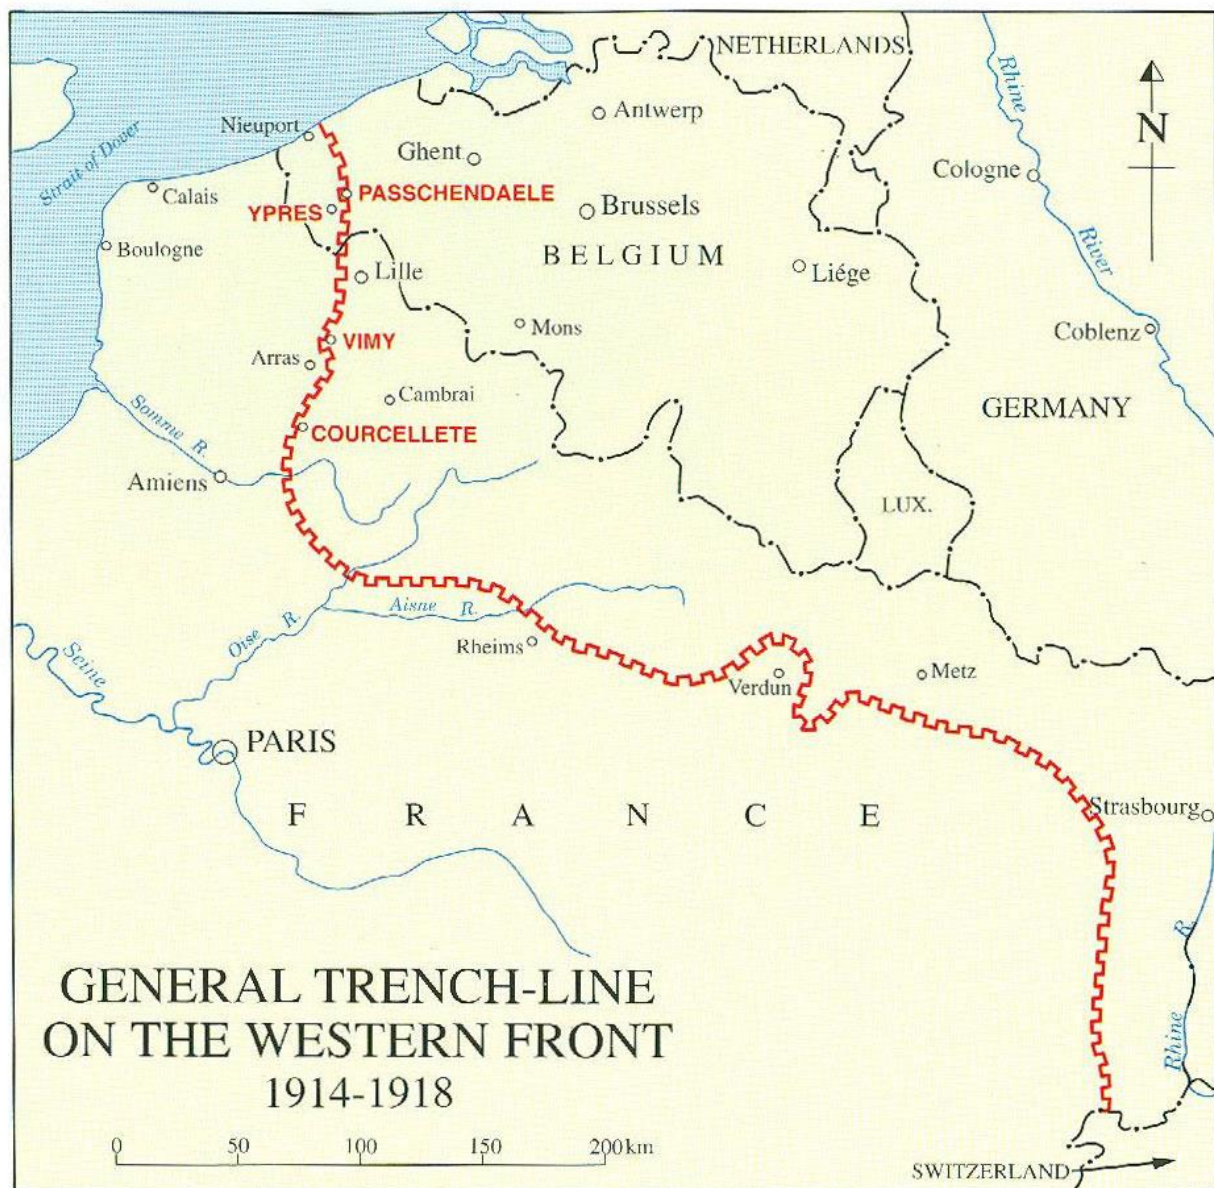 NETHERLANDS
Rhine
N
Antwerp
Nieuport
Strait of Dover
Ghent
Cologne
Calais
PASSCHENDAELE
YPRES
Brussels
Boulogne
BELGIUM
River
Lille
Liége
Mons
Coblenz
VIMY
Arras
Cambrai
GERMANY
Somme R.
COURCELLETE
Amiens
LUX.
Aisne R.
Oise R.
Seine
Rheims
Verdun
Metz
PARIS
FRANCE
Strasbourg
R.
Rhine
GENERAL TRENCH-LINE
ON THE WESTERN FRONT
1914-1918
0 50 100 150 200km
SWITZERLAND